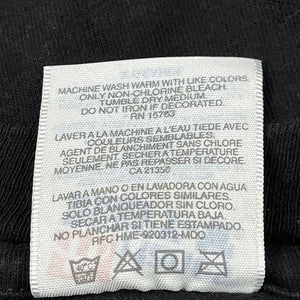 MACHINE WASH WARM WITH LIKE COLORS.
ONLY NON-CHLORINE BLEACH.
TUMBLE DRY MEDIUM.
DO NOT IRON IF DECORATED.
RN 15763
LAVER A LA MACHINE A L'EAU TIEDE AVEC
COULEURS SEMBLABLES.
AGENT DE BLANCHIMENT SANS CHLORE
SEULEMENT. SECHER A TEMPERATURE
MOYENNE. NE PAS REPASSER SI DECORE.
CA 21350
LAVAR A MANO O EN LAVADORA CON AGUA
TIBIA CON COLORES SIMILARES.
SOLO BLANQUEADOR SIN CLORO.
SECAR A TEMPERATURA BAJA.
NO PLANCHAR SI TIENE ESTAMPADO.
RFC HME-920312-MDO